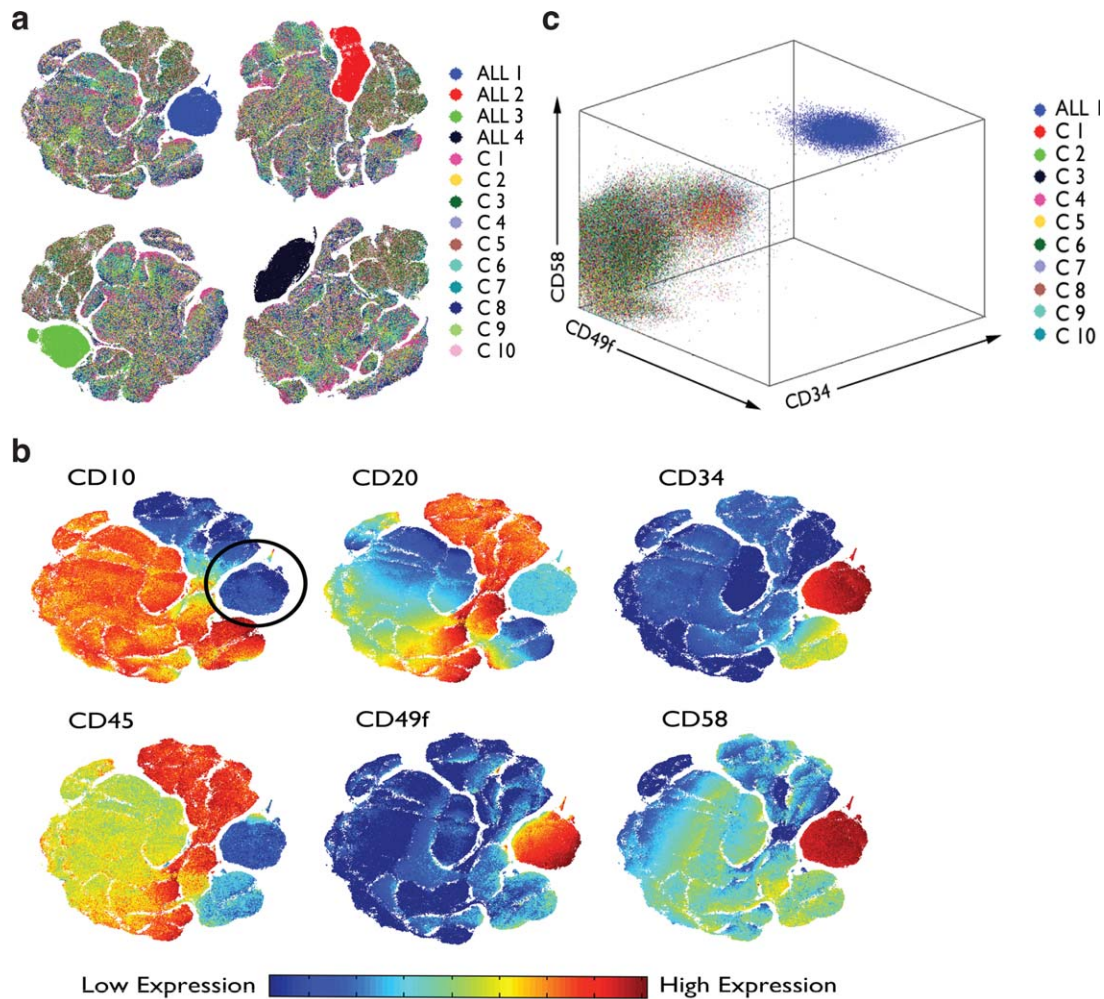 a
ALL 1
ALL 2
ALL 3
ALL 4
C 1
C 2
C 3
C 4
C 5
C 6
C 7
C 8
C 9
C 10
c
CD58
CD49f
CD34
ALL 1
C 1
C 2
C 3
C 4
C 5
C 6
C 7
C 8
C 9
C 10
b
CD10
CD20
CD34
CD45
CD49f
CD58
Low Expression
High Expression